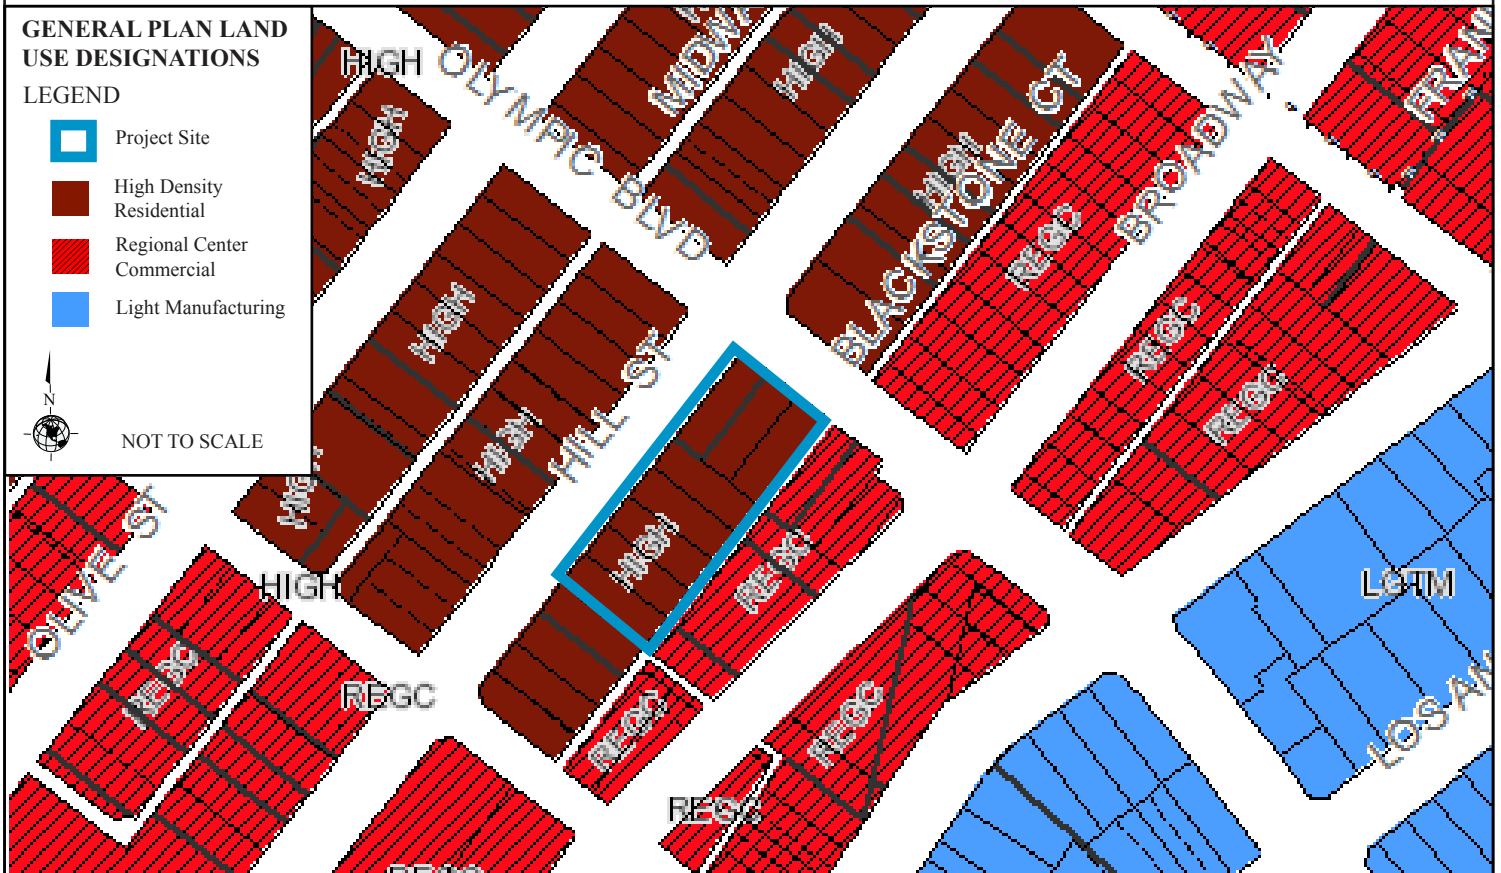 GENERAL PLAN LAND
USE DESIGNATIONS
LEGEND
Project Site
High Density
Residential
Regional Center
Commercial
Light Manufacturing
N
NOT TO SCALE
HIGH
OLYMPIC BLVD
HIGH
HIGH
HIGH
BLACKSTONE CT
BROADWAY
REGC
HIGH
HIGH
HILL ST
REGC
REGC
HIGH
OLIVE ST
HIGH
HIGH
REGC
LGTM
REGC
REGC
REGC
REGC
REGC